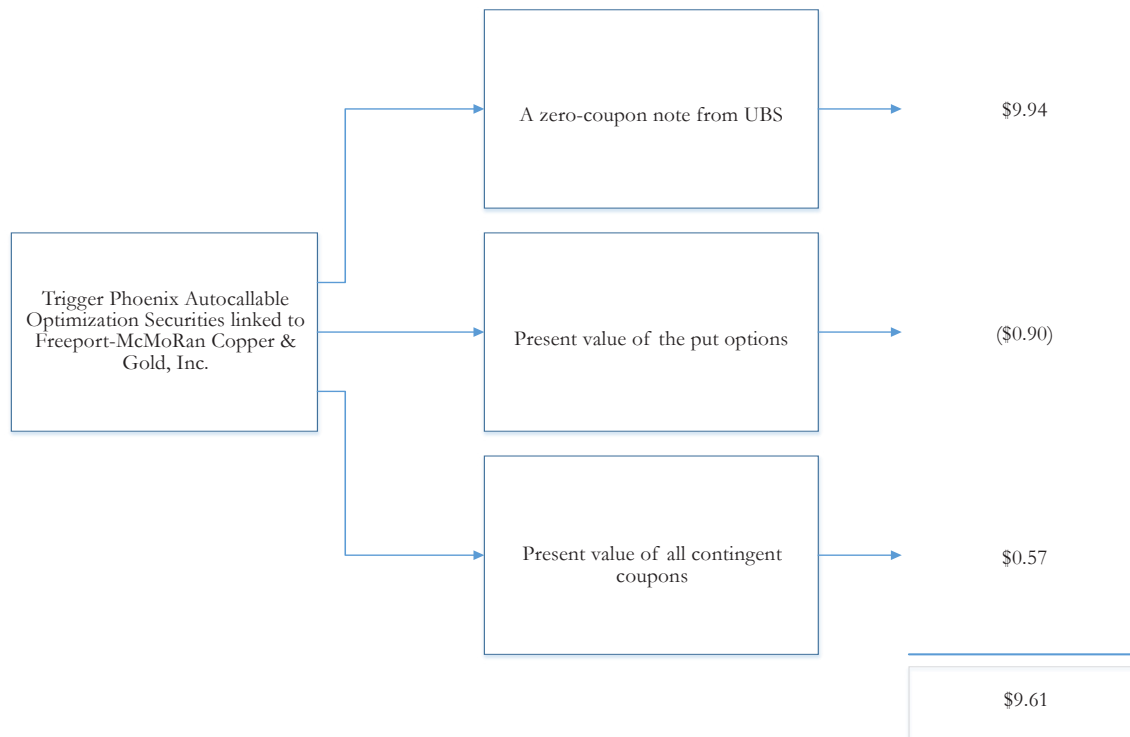 A zero-coupon note from UBS
$9.94
Trigger Phoenix Autocallable
Optimization Securities linked to
Freeport-McMoRan Copper &
Gold, Inc.
Present value of the put options
($0.90)
Present value of all contingent
coupons
$0.57
$9.61